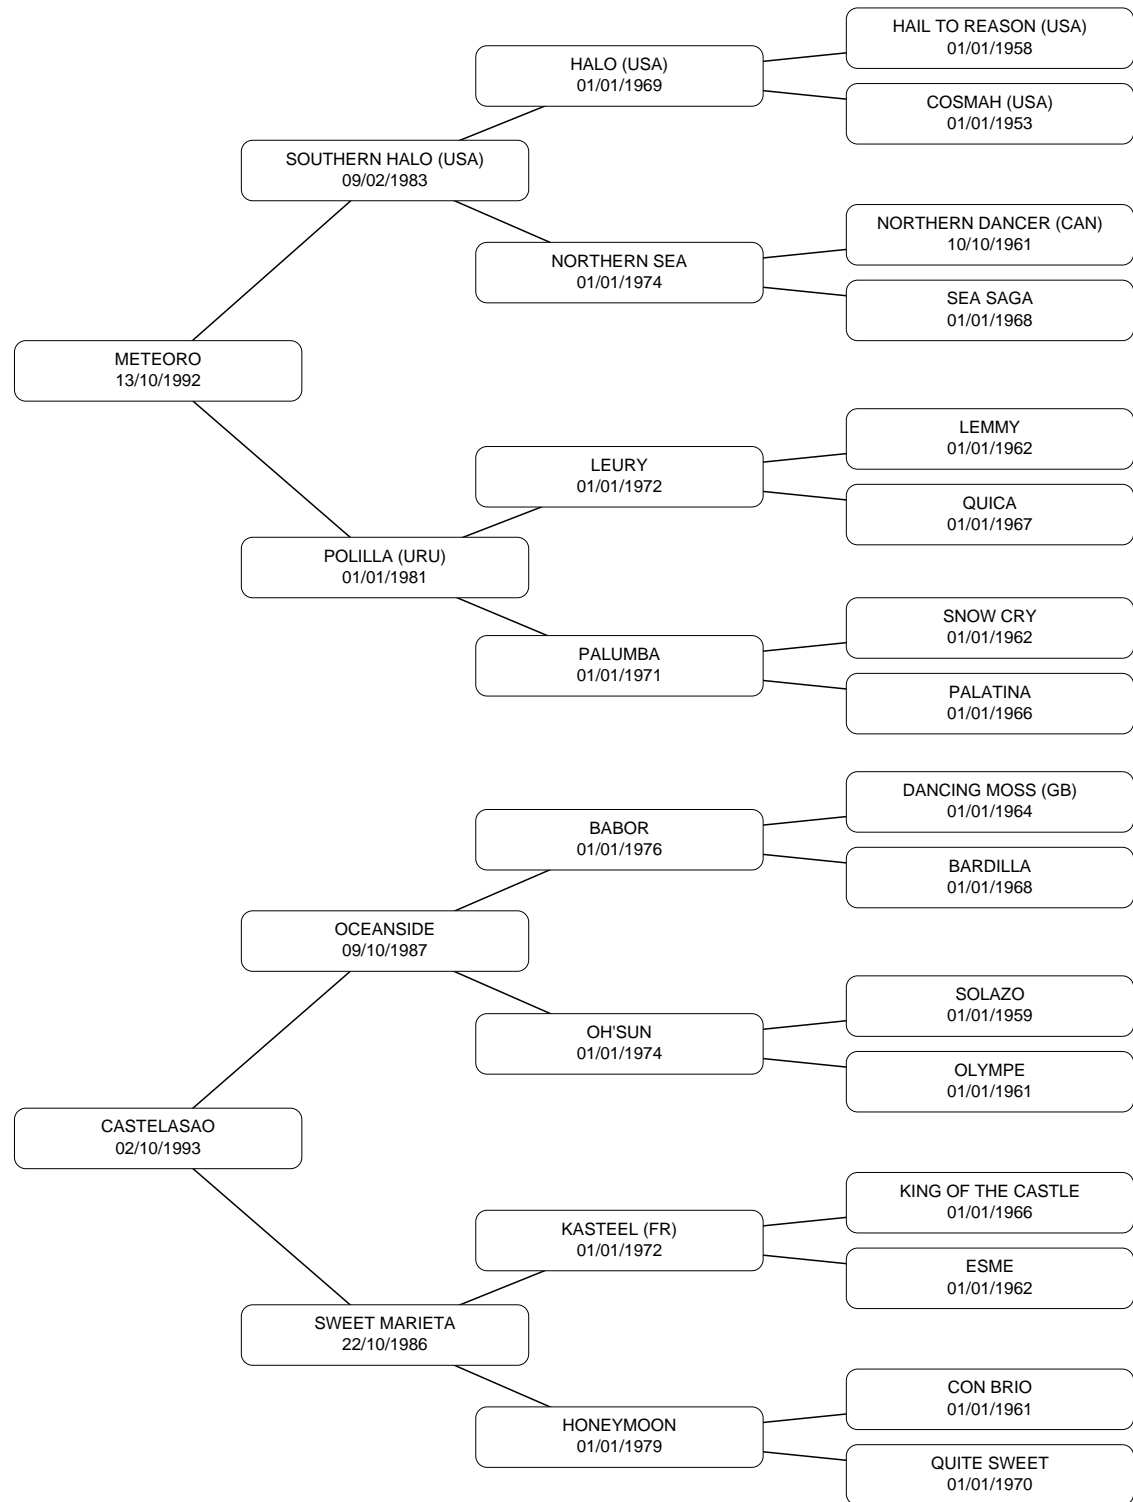 HAIL TO REASON (USA)
01/01/1958
HALO (USA)
01/01/1969
COSMAH (USA)
01/01/1953
SOUTHERN HALO (USA)
09/02/1983
NORTHERN DANCER (CAN)
10/10/1961
NORTHERN SEA
01/01/1974
SEA SAGA
01/01/1968
METEORO
13/10/1992
LEMMY
01/01/1962
LEURY
01/01/1972
QUICA
01/01/1967
POLILLA (URU)
01/01/1981
SNOW CRY
01/01/1962
PALUMBA
01/01/1971
PALATINA
01/01/1966
DANCING MOSS (GB)
01/01/1964
BABOR
01/01/1976
BARDILLA
01/01/1968
OCEANSIDE
09/10/1987
SOLAZO
01/01/1959
OH'SUN
01/01/1974
OLYMPE
01/01/1961
CASTELASAO
02/10/1993
KING OF THE CASTLE
01/01/1966
KASTEEL (FR)
01/01/1972
ESME
01/01/1962
SWEET MARIETA
22/10/1986
CON BRIO
01/01/1961
HONEYMOON
01/01/1979
QUITE SWEET
01/01/1970